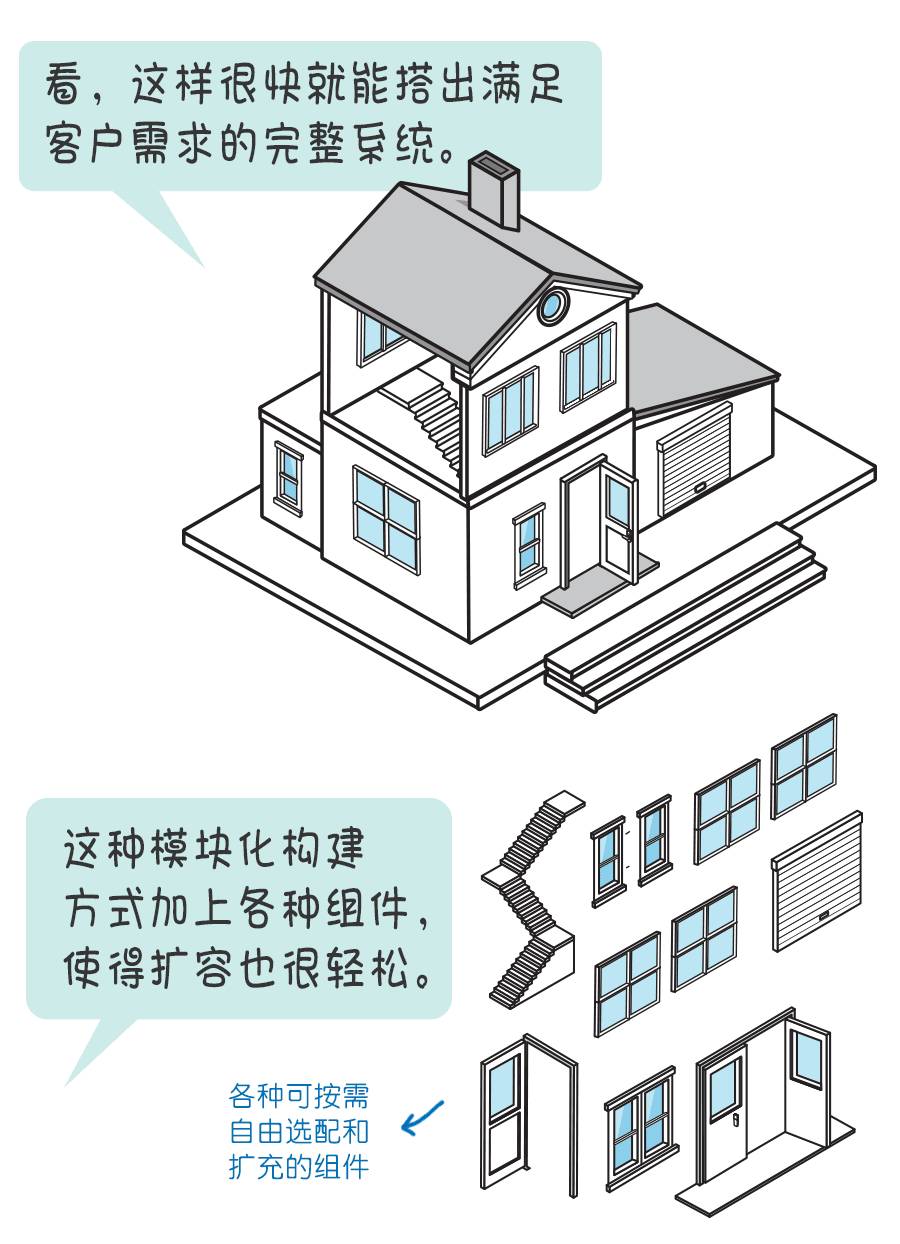 看，这样很快就能搭出满足
客户需求的完整系统。
这种模块化构建
方式加上各种组件，
使得扩容也很轻松。
各种可按需
自由选配和
扩充的组件